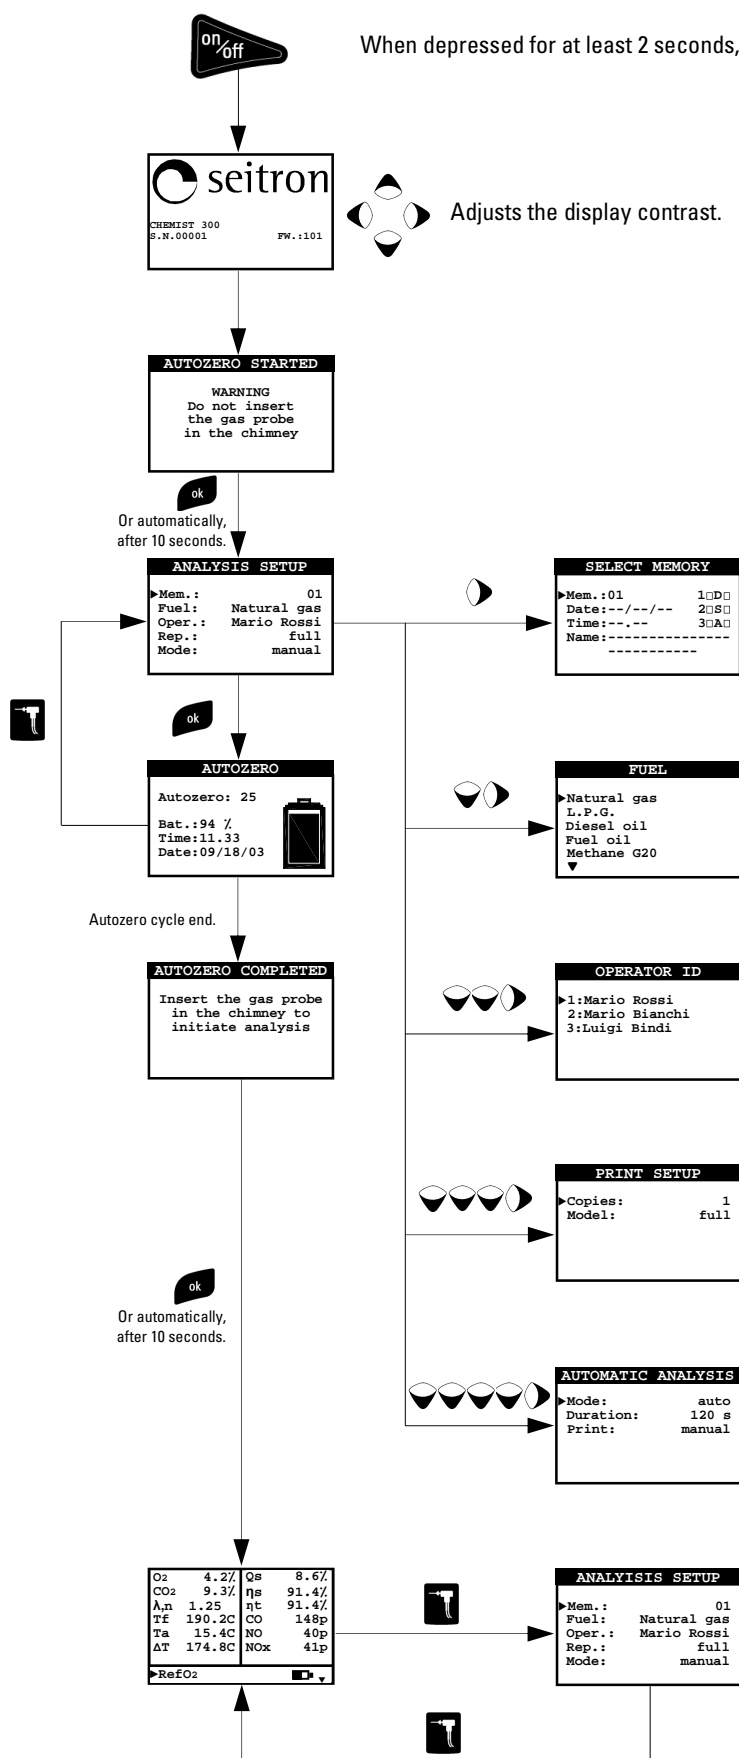 on/off
When depressed for at least 2 seconds,
seitron
CHEMIST 300
S.N.00001 FW.:101
Adjusts the display contrast.
AUTOZERO STARTED
WARNING
Do not insert
the gas probe
in the chimney
ok
Or automatically,
after 10 seconds.
ANALYSIS SETUP
▶Mem.: 01
Fuel: Natural gas
Oper.: Mario Rossi
Rep.: full
Mode: manual
SELECT MEMORY
▶Mem.:01 1□D□
Date:--/--/-- 2□S□
Time:--.-- 3□A□
Name:---------------
-----------
ok
AUTOZERO
Autozero: 25
Bat.:94 %
Time:11.33
Date:09/18/03
FUEL
▶Natural gas
L.P.G.
Diesel oil
Fuel oil
Methane G20
▼
Autozero cycle end.
AUTOZERO COMPLETED
Insert the gas probe
in the chimney to
initiate analysis
OPERATOR ID
▶1:Mario Rossi
2:Mario Bianchi
3:Luigi Bindi
PRINT SETUP
▶Copies: 1
Model: full
ok
Or automatically,
after 10 seconds.
AUTOMATIC ANALYSIS
▶Mode: auto
Duration: 120 s
Print: manual
O2 4.2% Qs 8.6%
CO2 9.3% ηs 91.4%
λ,n 1.25 ηt 91.4%
Tf 190.2C CO 148p
Ta 15.4C NO 40p
ΔT 174.8C NOx 41p
▶RefO2
ANALYISIS SETUP
▶Mem.: 01
Fuel: Natural gas
Oper.: Mario Rossi
Rep.: full
Mode: manual